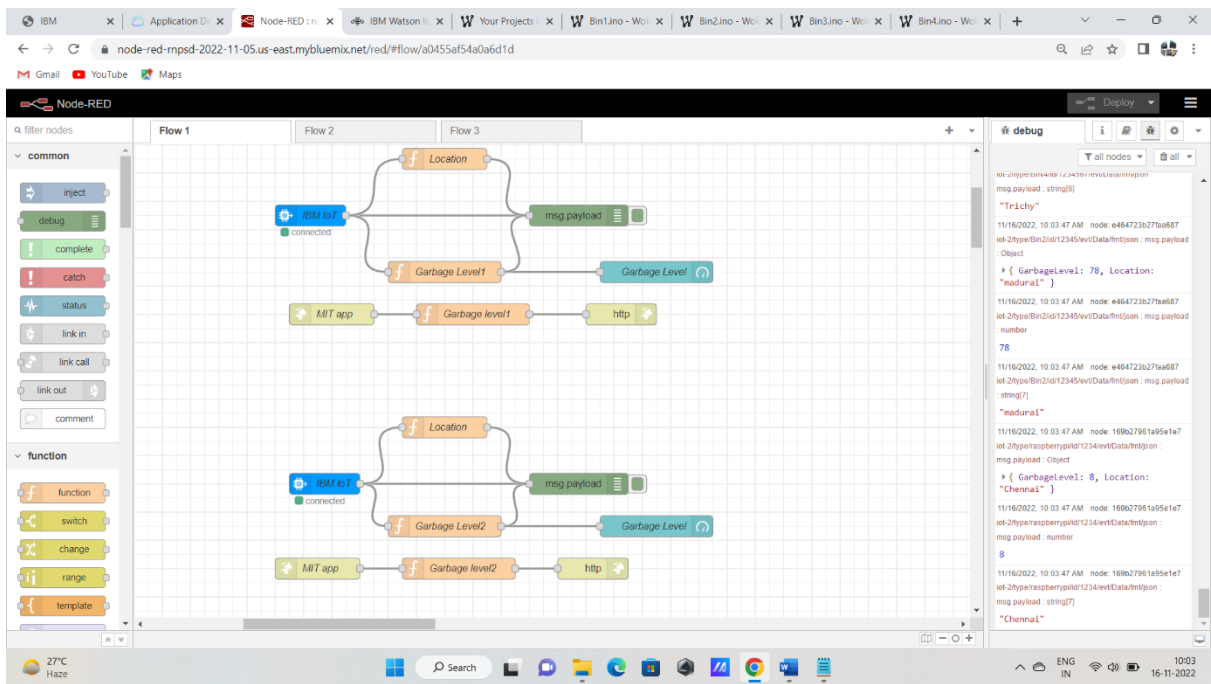 IBM
Application De
Node-RED : n
IBM Watson Io
Your Projects
Bin1.ino - Wo
Bin2.ino - Wo
Bin3.ino - Wo
Bin4.ino - Wo
node-red-rnpsd-2022-11-05.us-east.mybluemix.net/red/#flow/a0455af54a0a6d1d
Gmail YouTube Maps
Node-RED
Deploy
filter nodes
Flow 1 Flow 2 Flow 3
debug
all nodes all
common
inject
debug
complete
catch
status
link in
link call
link out
comment
function
function
switch
change
range
template
Location
IBM IoT
connected
msg.payload
Garbage Level1
Garbage Level
MIT app
Garbage level1
http
Location
IBM IoT
connected
msg.payload
Garbage Level2
Garbage Level
MIT app
Garbage level2
http
iot-2/type/BIN4/id/1234567/evt/Data/fmt/json :
msg.payload : string[6]
"Trichy"
11/16/2022, 10:03:47 AM node: e464723b27faa687
iot-2/type/Bin2/id/12345/evt/Data/fmt/json : msg.payload
: Object
{ GarbageLevel: 78, Location:
"madurai" }
11/16/2022, 10:03:47 AM node: e464723b27faa687
iot-2/type/Bin2/id/12345/evt/Data/fmt/json : msg.payload
: number
78
11/16/2022, 10:03:47 AM node: e464723b27faa687
iot-2/type/Bin2/id/12345/evt/Data/fmt/json : msg.payload
: string[7]
"madurai"
11/16/2022, 10:03:47 AM node: 169b27961a95e1e7
iot-2/type/raspberrypi/id/1234/evt/Data/fmt/json :
msg.payload : Object
{ GarbageLevel: 8, Location:
"Chennai" }
11/16/2022, 10:03:47 AM node: 169b27961a95e1e7
iot-2/type/raspberrypi/id/1234/evt/Data/fmt/json :
msg.payload : number
8
11/16/2022, 10:03:47 AM node: 169b27961a95e1e7
iot-2/type/raspberrypi/id/1234/evt/Data/fmt/json :
msg.payload : string[7]
"Chennai"
27°C
Haze
Search
ENG
IN
10:03
16-11-2022